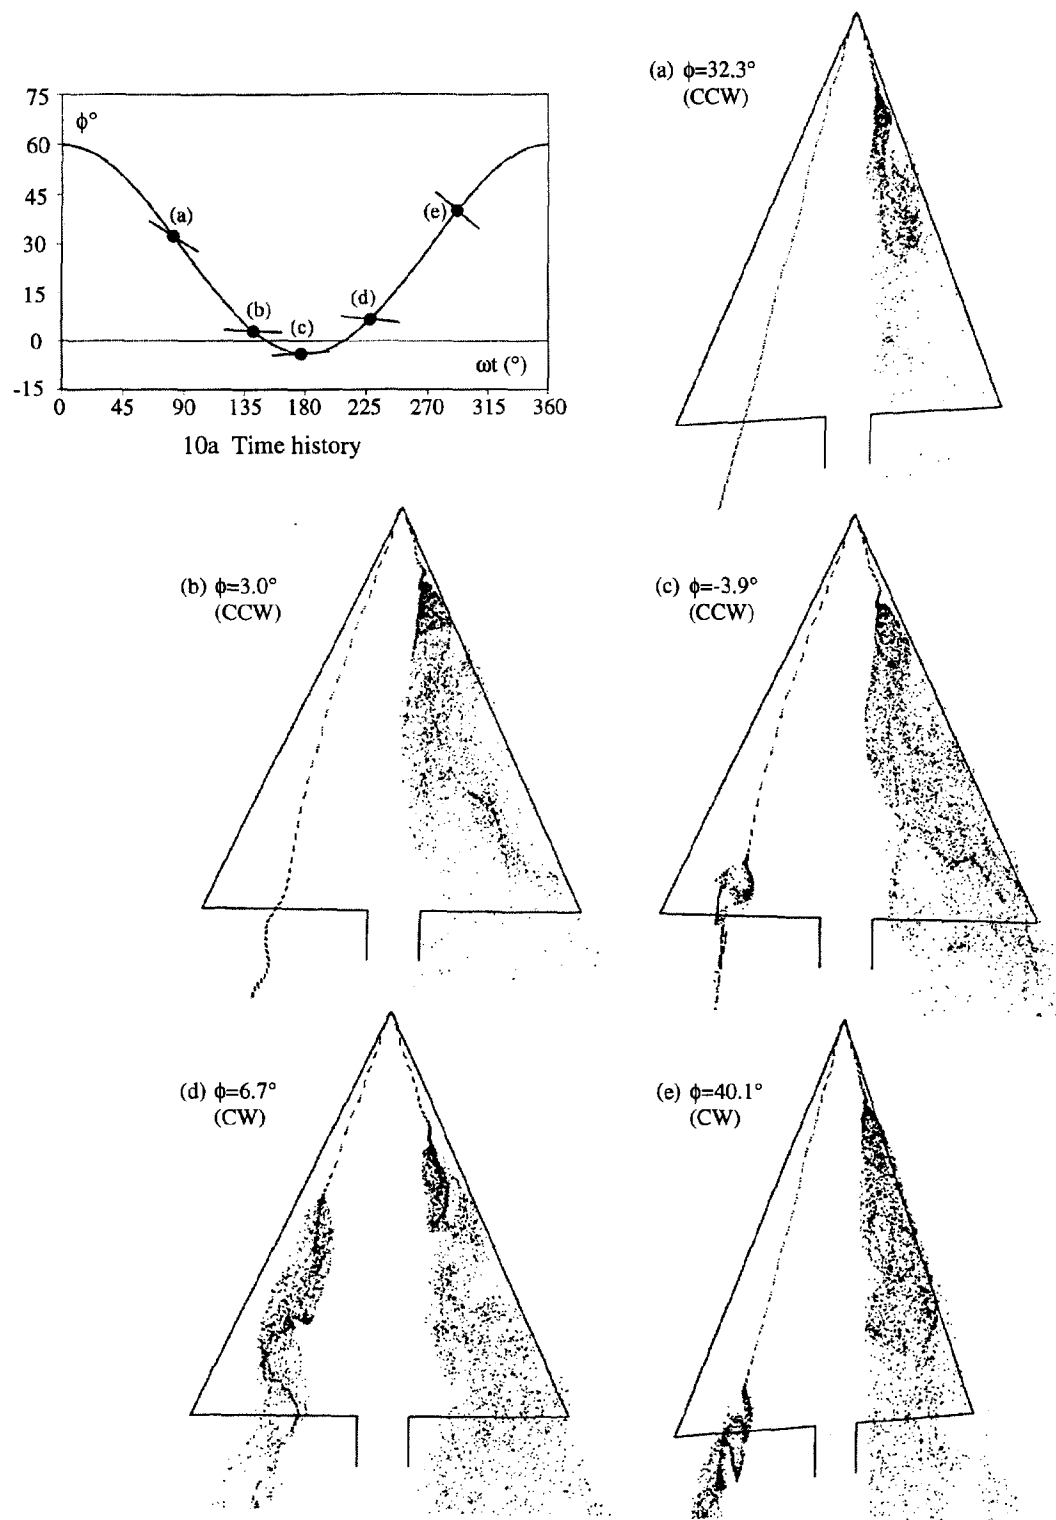 75
60
45
30
15
0
-15
ϕ°
(a)
(b)
(c)
(d)
(e)
ωt (°)
0 45 90 135 180 225 270 315 360
10a Time history
(a) ϕ=32.3°
(CCW)
(b) ϕ=3.0°
(CCW)
(c) ϕ=-3.9°
(CCW)
(d) ϕ=6.7°
(CW)
(e) ϕ=40.1°
(CW)